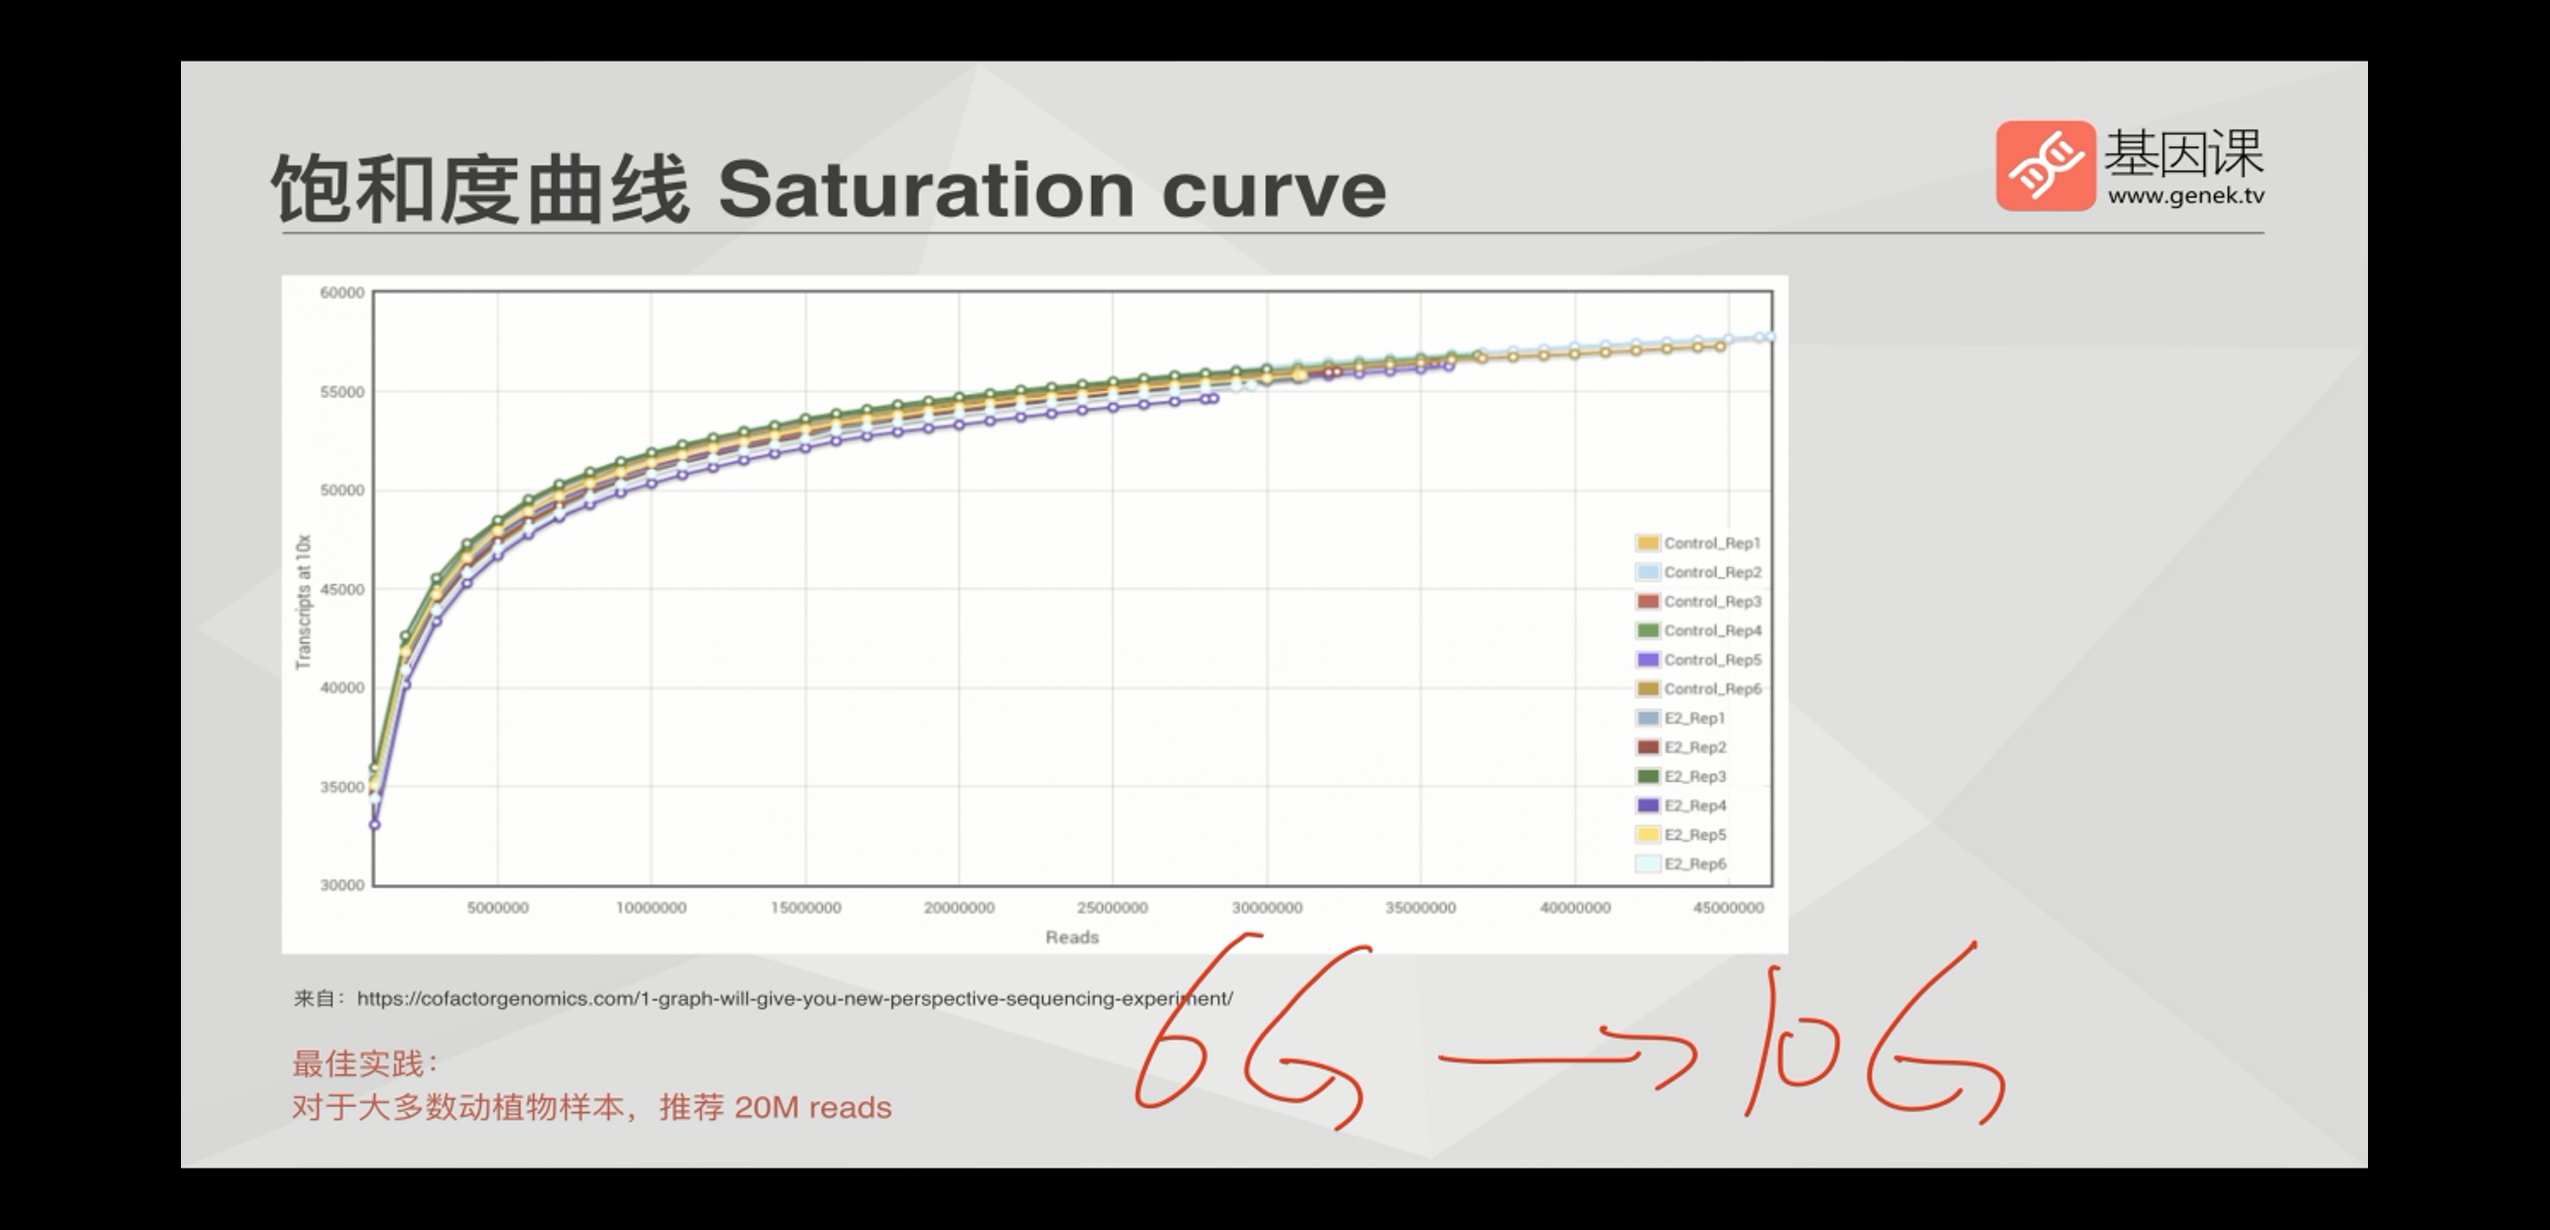 饱和度曲线 Saturation curve
基因课
www.genek.tv
60000
55000
50000
45000
40000
35000
30000
Transcripts at 10x
5000000 10000000 15000000 20000000 25000000 30000000 35000000 40000000 45000000
Reads
Control_Rep1
Control_Rep2
Control_Rep3
Control_Rep4
Control_Rep5
Control_Rep6
E2_Rep1
E2_Rep2
E2_Rep3
E2_Rep4
E2_Rep5
E2_Rep6
来自：https://cofactorgenomics.com/1-graph-will-give-you-new-perspective-sequencing-experiment/
6G → 10G
最佳实践：
对于大多数动植物样本，推荐 20M reads